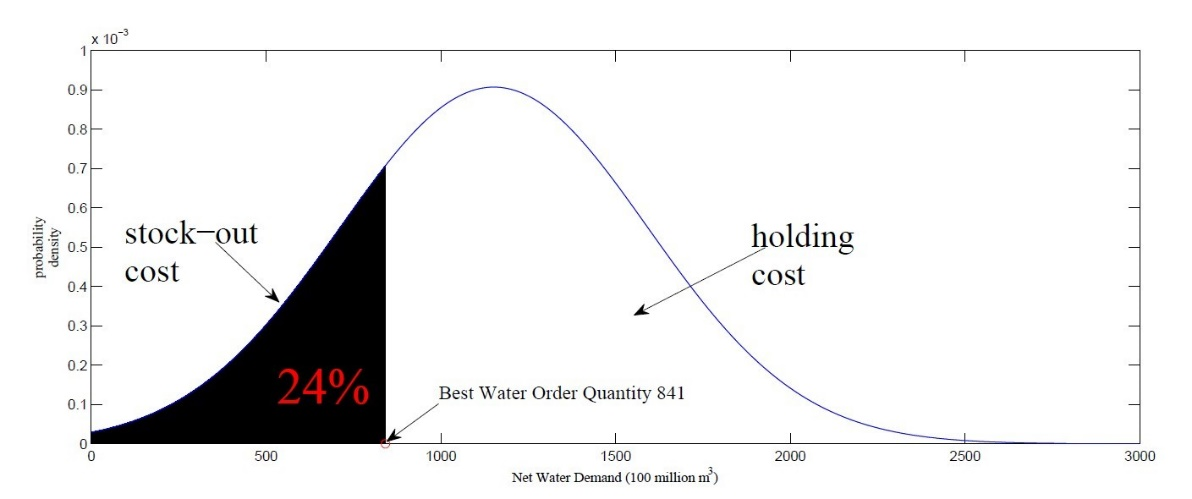 x 10⁻³
1
0.9
0.8
0.7
0.6
0.5
0.4
0.3
0.2
0.1
0
probability
density
stock−out
cost
holding
cost
24%
Best Water Order Quantity 841
0 500 1000 1500 2000 2500 3000
Net Water Demand (100 million m³)